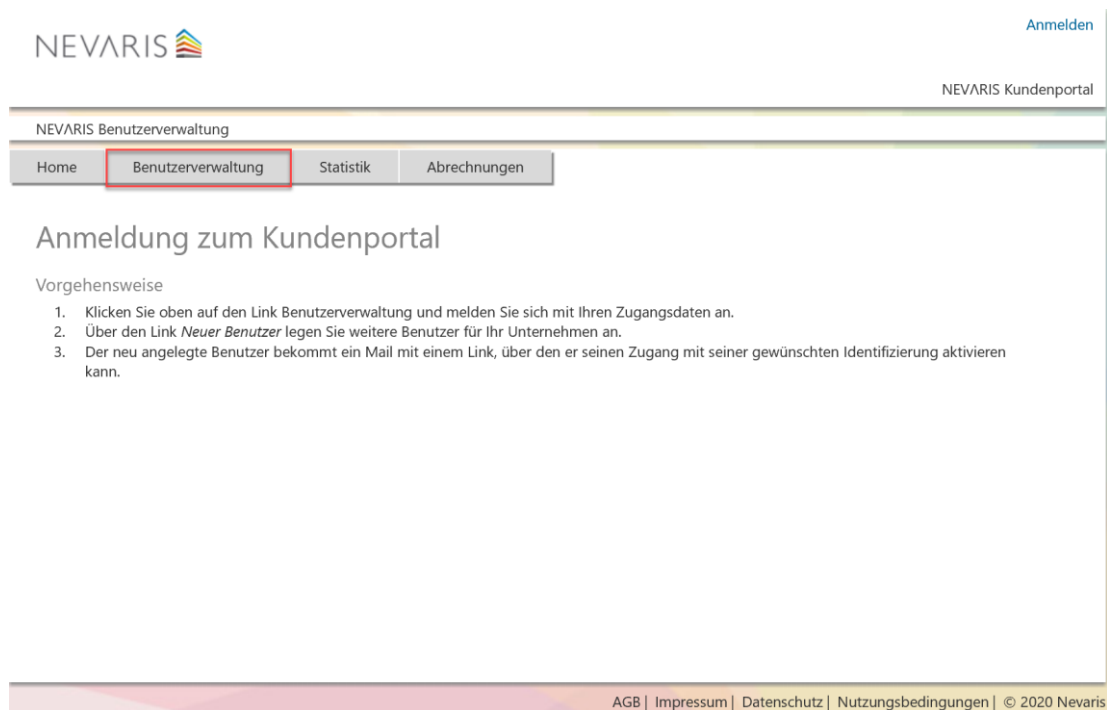 Anmelden
NEVARIS
NEVARIS Kundenportal
NEVARIS Benutzerverwaltung
Home Benutzerverwaltung Statistik Abrechnungen
Anmeldung zum Kundenportal
Vorgehensweise
1. Klicken Sie oben auf den Link Benutzerverwaltung und melden Sie sich mit Ihren Zugangsdaten an.
2. Über den Link Neuer Benutzer legen Sie weitere Benutzer für Ihr Unternehmen an.
3. Der neu angelegte Benutzer bekommt ein Mail mit einem Link, über den er seinen Zugang mit seiner gewünschten Identifizierung aktivieren
kann.
AGB | Impressum | Datenschutz | Nutzungsbedingungen | © 2020 Nevaris